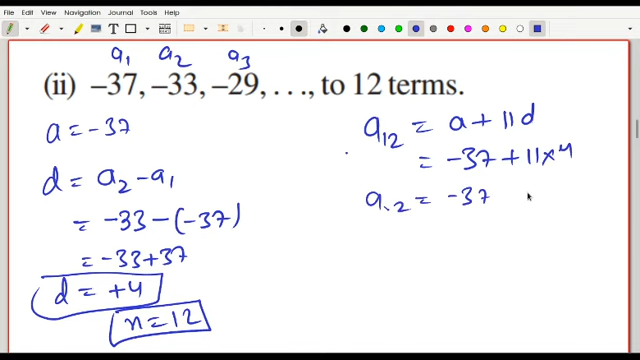 File Edit View Journal Tools Options Help
a₁ a₂ a₃
(ii) –37, –33, –29, . . ., to 12 terms.
a = -37
d = a₂ - a₁
= -33 - (-37)
= -33 + 37
d = +4
n = 12
a₁₂ = a + 11d
= -37 + 11 × 4
a₁₂ = -37